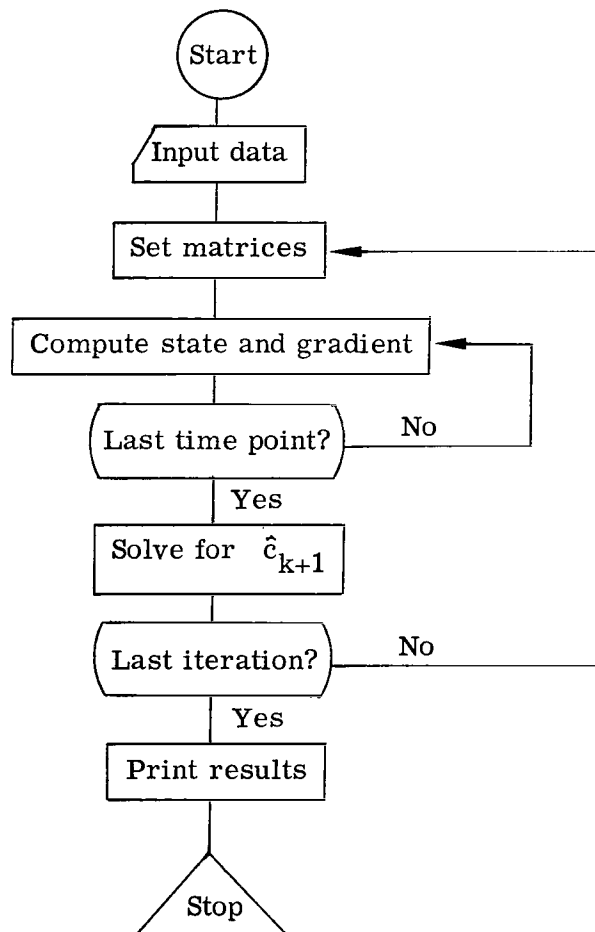 Start
Input data
Set matrices
Compute state and gradient
Last time point?
No
Yes
Solve for ĉk+1
Last iteration?
No
Yes
Print results
Stop